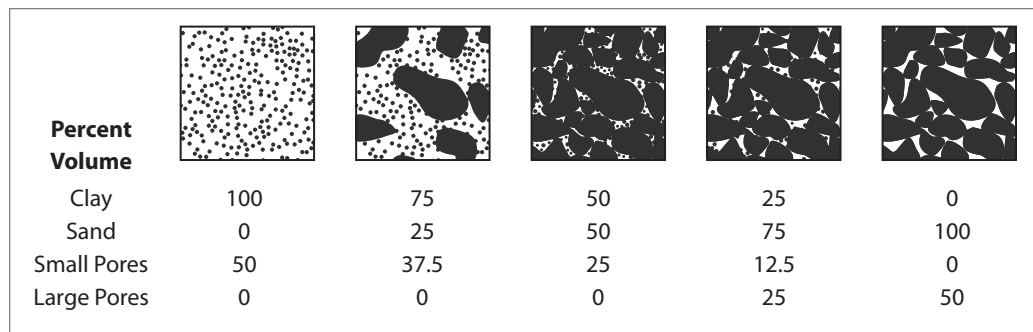 Percent
Volume
Clay 100 75 50 25 0
Sand 0 25 50 75 100
Small Pores 50 37.5 25 12.5 0
Large Pores 0 0 0 25 50